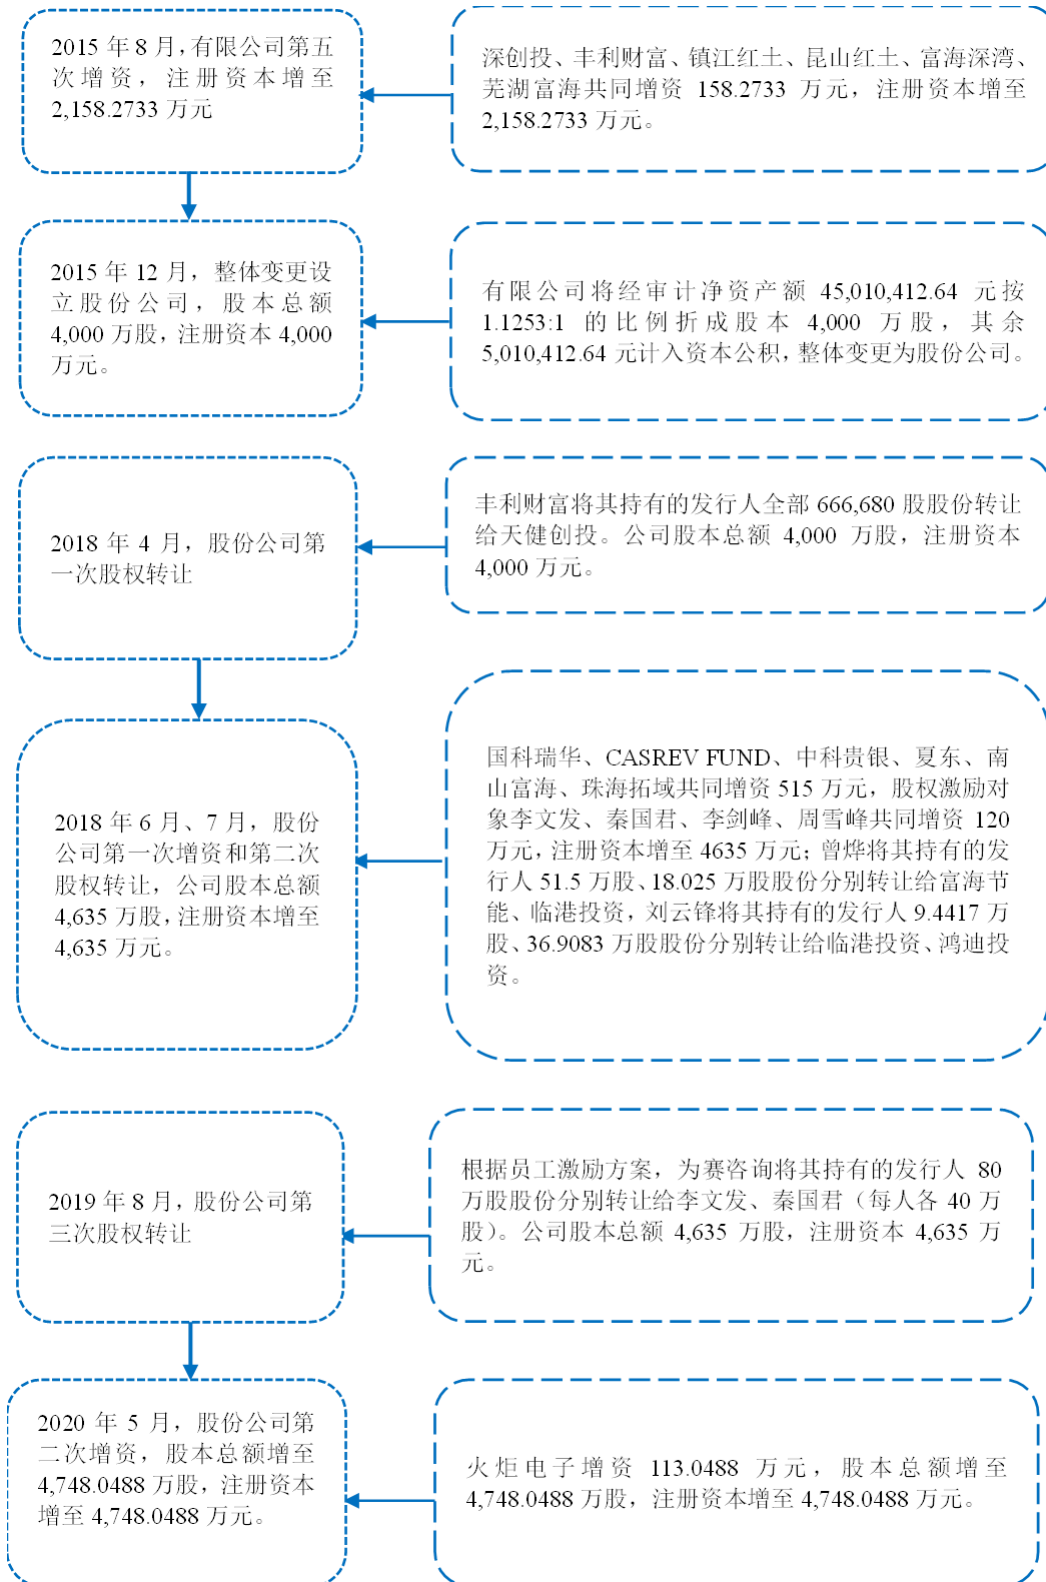 2015 年 8 月，有限公司第五
次增资，注册资本增至
2,158.2733 万元
深创投、丰利财富、镇江红土、昆山红土、富海深湾、
芜湖富海共同增资 158.2733 万元，注册资本增至
2,158.2733 万元。
2015 年 12 月，整体变更设
立股份公司，股本总额
4,000 万股，注册资本 4,000
万元。
有限公司将经审计净资产额 45,010,412.64 元按
1.1253:1 的比例折成股本 4,000 万股，其余
5,010,412.64 元计入资本公积，整体变更为股份公司。
2018 年 4 月，股份公司第
一次股权转让
丰利财富将其持有的发行人全部 666,680 股股份转让
给天健创投。公司股本总额 4,000 万股，注册资本
4,000 万元。
2018 年 6 月、7 月，股份
公司第一次增资和第二次
股权转让，公司股本总额
4,635 万股，注册资本增至
4,635 万元。
国科瑞华、CASREV FUND、中科贵银、夏东、南
山富海、珠海拓域共同增资 515 万元，股权激励对
象李文发、秦国君、李剑峰、周雪峰共同增资 120
万元，注册资本增至 4635 万元；曾烨将其持有的发
行人 51.5 万股、18.025 万股股份分别转让给富海节
能、临港投资，刘云锋将其持有的发行人 9.4417 万
股、36.9083 万股股份分别转让给临港投资、鸿迪投
资。
2019 年 8 月，股份公司第
三次股权转让
根据员工激励方案，为赛咨询将其持有的发行人 80
万股股份分别转让给李文发、秦国君（每人各 40 万
股）。公司股本总额 4,635 万股，注册资本 4,635 万
元。
2020 年 5 月，股份公司第
二次增资，股本总额增至
4,748.0488 万股，注册资本
增至 4,748.0488 万元。
火炬电子增资 113.0488 万元，股本总额增至
4,748.0488 万股，注册资本增至 4,748.0488 万元。